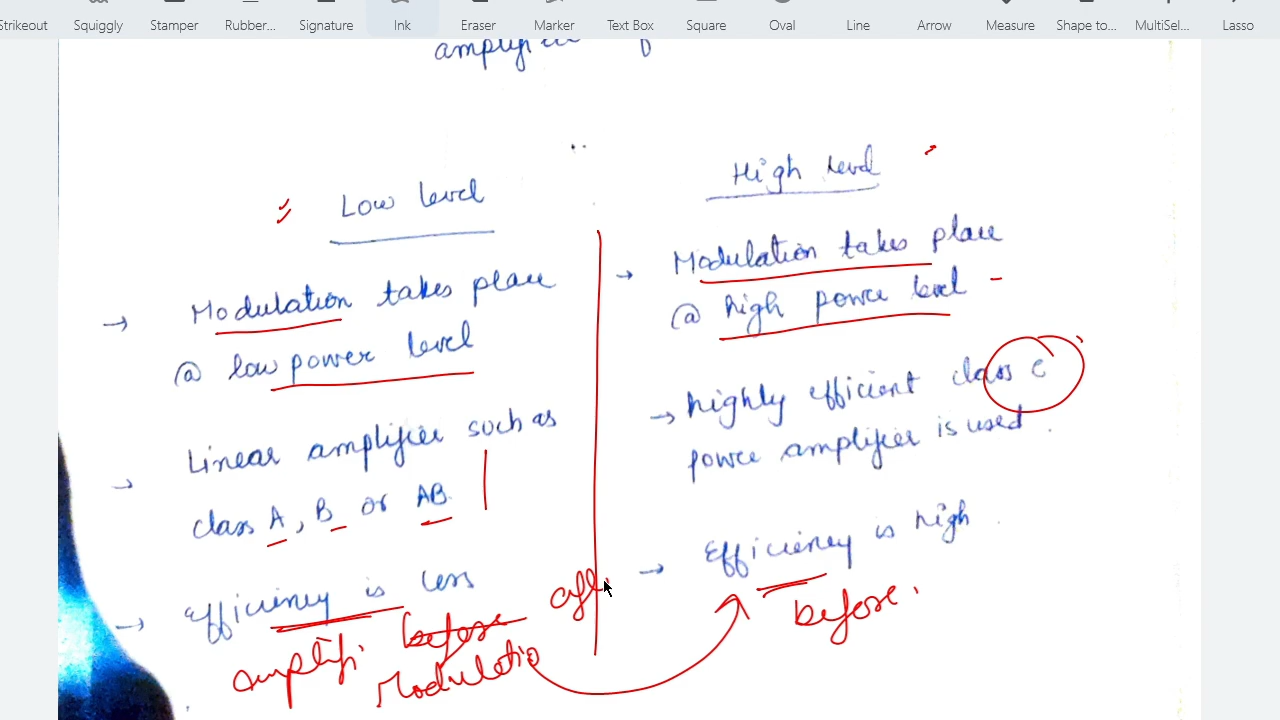 Strikeout Squiggly Stamper Rubber... Signature Ink Eraser Marker Text Box Square Oval Line Arrow Measure Shape to... MultiSel... Lasso
Low level
Modulation takes place
@ low power level
Linear amplifier such as
class A, B or AB
Efficiency is less
amplifi before aft
Modulatio
High level
Modulation takes place
@ high power level
highly efficient class C
power amplifier is used.
Efficiency is high
before.